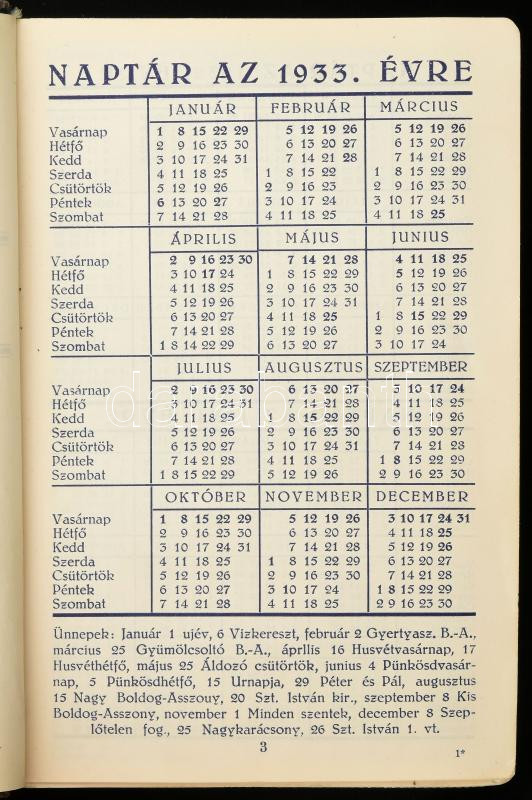 NAPTÁR AZ 1933. ÉVRE
JANUÁR FEBRUÁR MÁRCIUS
Vasárnap 1 8 15 22 29 5 12 19 26 5 12 19 26
Hétfő 2 9 16 23 30 6 13 20 27 6 13 20 27
Kedd 3 10 17 24 31 7 14 21 28 7 14 21 28
Szerda 4 11 18 25 1 8 15 22 1 8 15 22 29
Csütörtök 5 12 19 26 2 9 16 23 2 9 16 23 30
Péntek 6 13 20 27 3 10 17 24 3 10 17 24 31
Szombat 7 14 21 28 4 11 18 25 4 11 18 25
ÁPRILIS MÁJUS JUNIUS
Vasárnap 2 9 16 23 30 7 14 21 28 4 11 18 25
Hétfő 3 10 17 24 1 8 15 22 29 5 12 19 26
Kedd 4 11 18 25 2 9 16 23 30 6 13 20 27
Szerda 5 12 19 26 3 10 17 24 31 7 14 21 28
Csütörtök 6 13 20 27 4 11 18 25 1 8 15 22 29
Péntek 7 14 21 28 5 12 19 26 2 9 16 23 30
Szombat 1 8 14 22 29 6 13 20 27 3 10 17 24
JULIUS AUGUSZTUS SZEPTEMBER
Vasárnap 2 9 16 23 30 6 13 20 27 3 10 17 24
Hétfő 3 10 17 24 31 7 14 21 28 4 11 18 25
Kedd 4 11 18 25 1 8 15 22 29 5 12 19 26
Szerda 5 12 19 26 2 9 16 23 30 6 13 20 27
Csütörtök 6 13 20 27 3 10 17 24 31 7 14 21 28
Péntek 7 14 21 28 4 11 18 25 1 8 15 22 29
Szombat 1 8 15 22 29 5 12 19 26 2 9 16 23 30
OKTÓBER NOVEMBER DECEMBER
Vasárnap 1 8 15 22 29 5 12 19 26 3 10 17 24 31
Hétfő 2 9 16 23 30 6 13 20 27 4 11 18 25
Kedd 3 10 17 24 31 7 14 21 28 5 12 19 26
Szerda 4 11 18 25 1 8 15 22 29 6 13 20 27
Csütörtök 5 12 19 26 2 9 16 23 30 7 14 21 28
Péntek 6 13 20 27 3 10 17 24 1 8 15 22 29
Szombat 7 14 21 28 4 11 18 25 2 9 16 23 30
Ünnepek: Január 1 ujév, 6 Vizkereszt, február 2 Gyertyasz. B.-A.,
március 25 Gyümölcsoltó B.-A., április 16 Husvétvasárnap, 17
Husvéthétfő, május 25 Áldozó csütörtök, junius 4 Pünkösdvasár-
nap, 5 Pünkösdhétfő, 15 Urnapja, 29 Péter és Pál, augusztus
15 Nagy Boldog-Asszouy, 20 Szt. István kir., szeptember 8 Kis
Boldog-Asszony, november 1 Minden szentek, december 8 Szep-
lőtelen fog., 25 Nagykarácsony, 26 Szt. István 1. vt.
3
1*